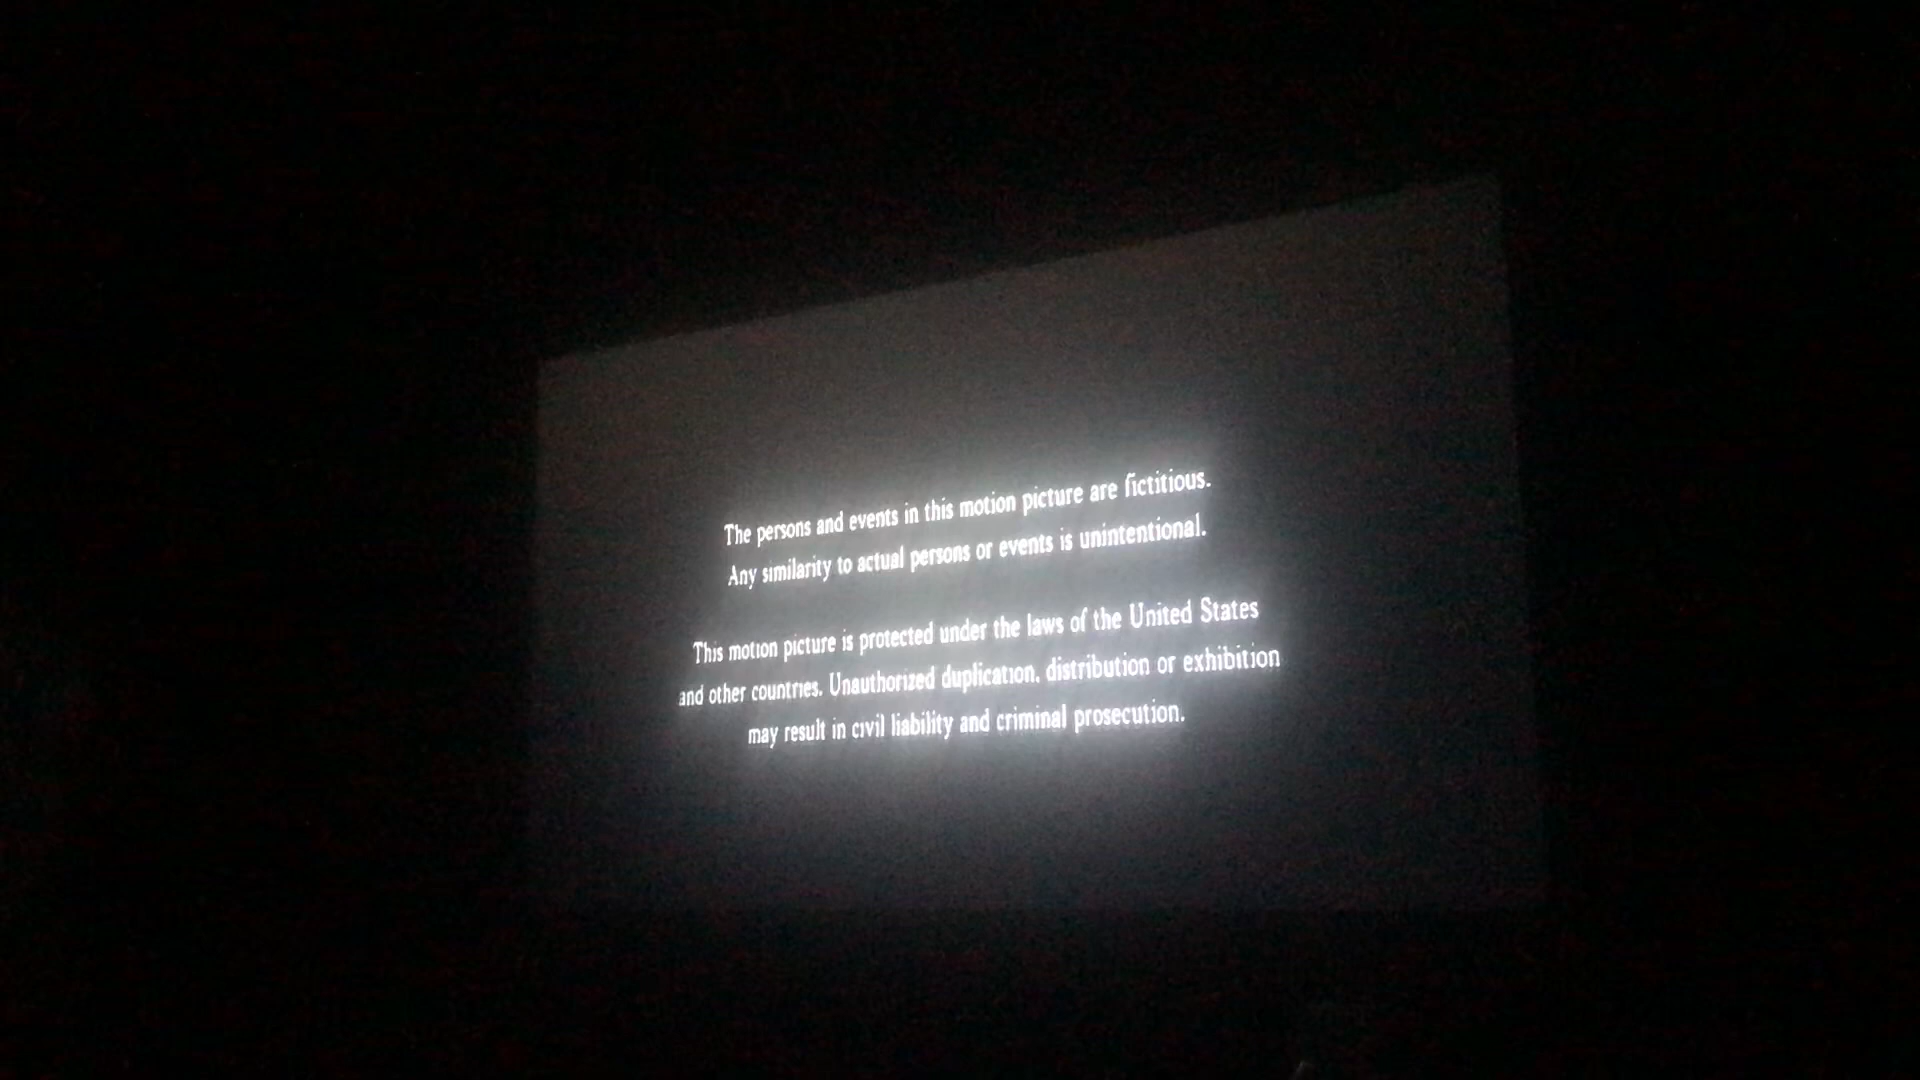 The persons and events in this motion picture are fictitious.
Any similarity to actual persons or events is unintentional.
This motion picture is protected under the laws of the United States
and other countries. Unauthorized duplication, distribution or exhibition
may result in civil liability and criminal prosecution.